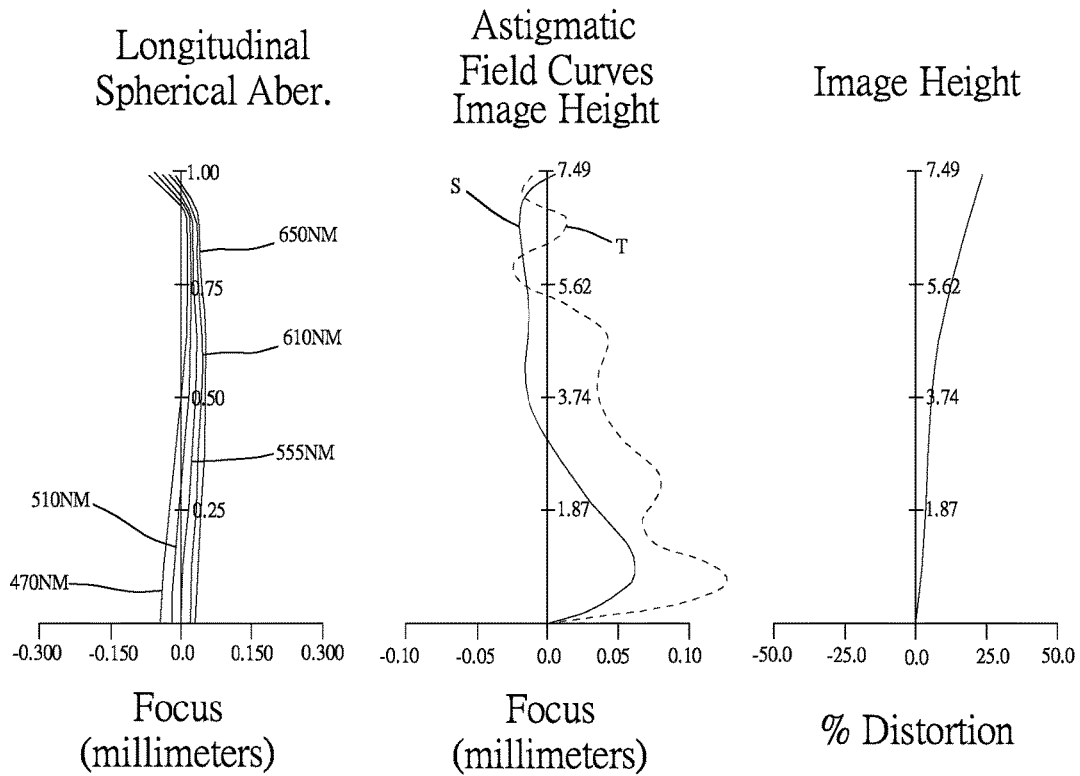 Longitudinal
Spherical Aber.
1.00
650NM
0.75
610NM
0.50
555NM
510NM
0.25
470NM
-0.300 -0.150 0.0 0.150 0.300
Focus
(millimeters)
Astigmatic
Field Curves
Image Height
7.49
S
T
5.62
3.74
1.87
-0.10 -0.05 0.0 0.05 0.10
Focus
(millimeters)
Image Height
7.49
5.62
3.74
1.87
-50.0 -25.0 0.0 25.0 50.0
% Distortion